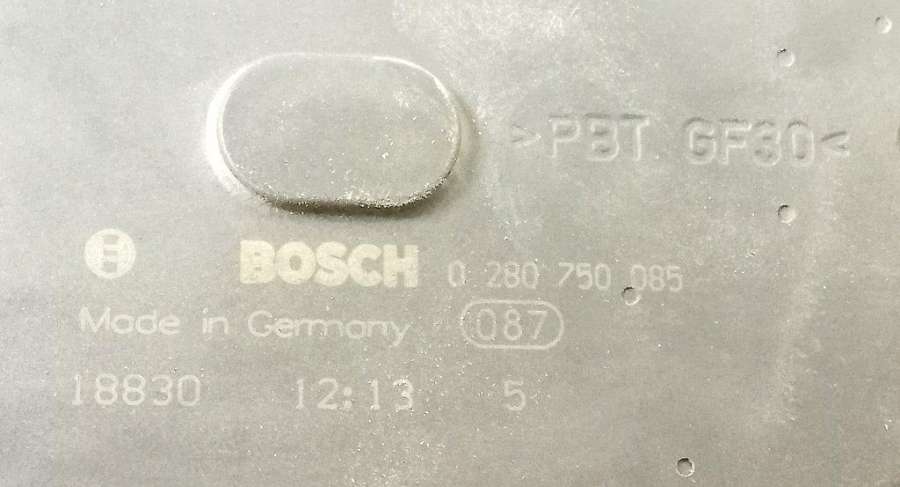 >PBT GF30<
BOSCH 0 280 750 085
Made in Germany 087
18830 12:13 5